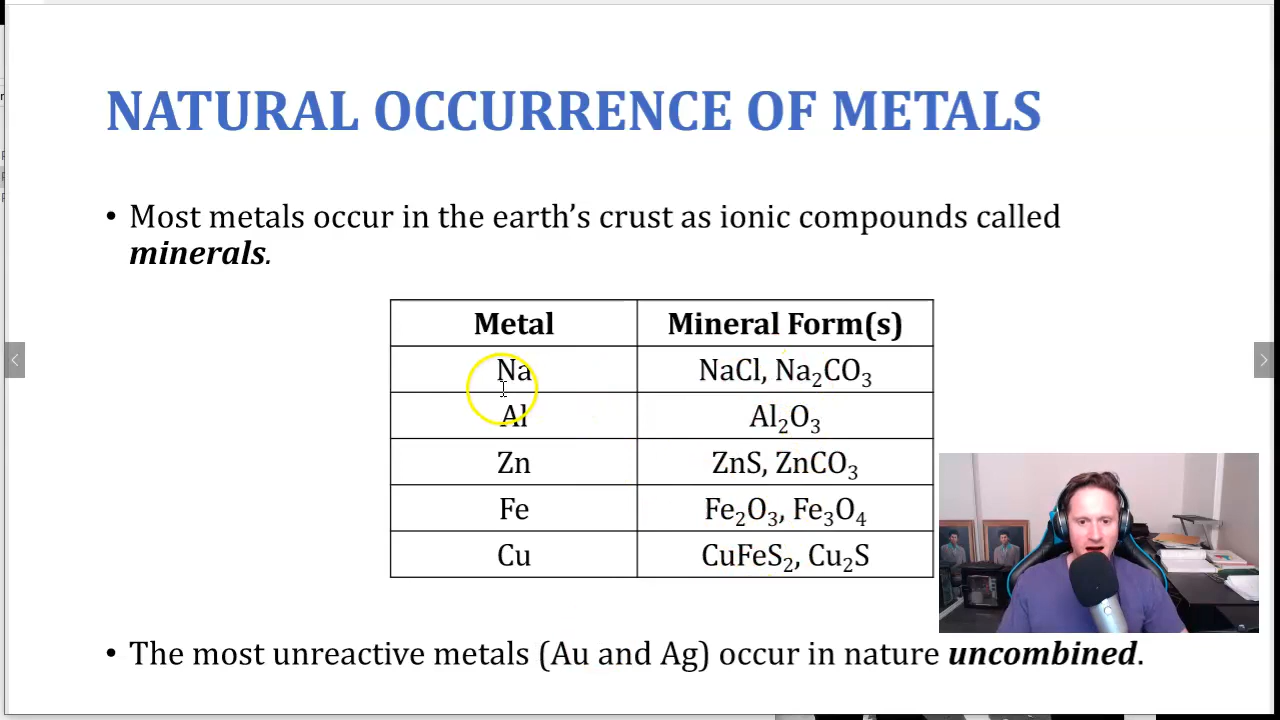 NATURAL OCCURRENCE OF METALS
• Most metals occur in the earth's crust as ionic compounds called
minerals.
Metal Mineral Form(s)
Na NaCl, Na₂CO₃
Al Al₂O₃
Zn ZnS, ZnCO₃
Fe Fe₂O₃, Fe₃O₄
Cu CuFeS₂, Cu₂S
• The most unreactive metals (Au and Ag) occur in nature uncombined.